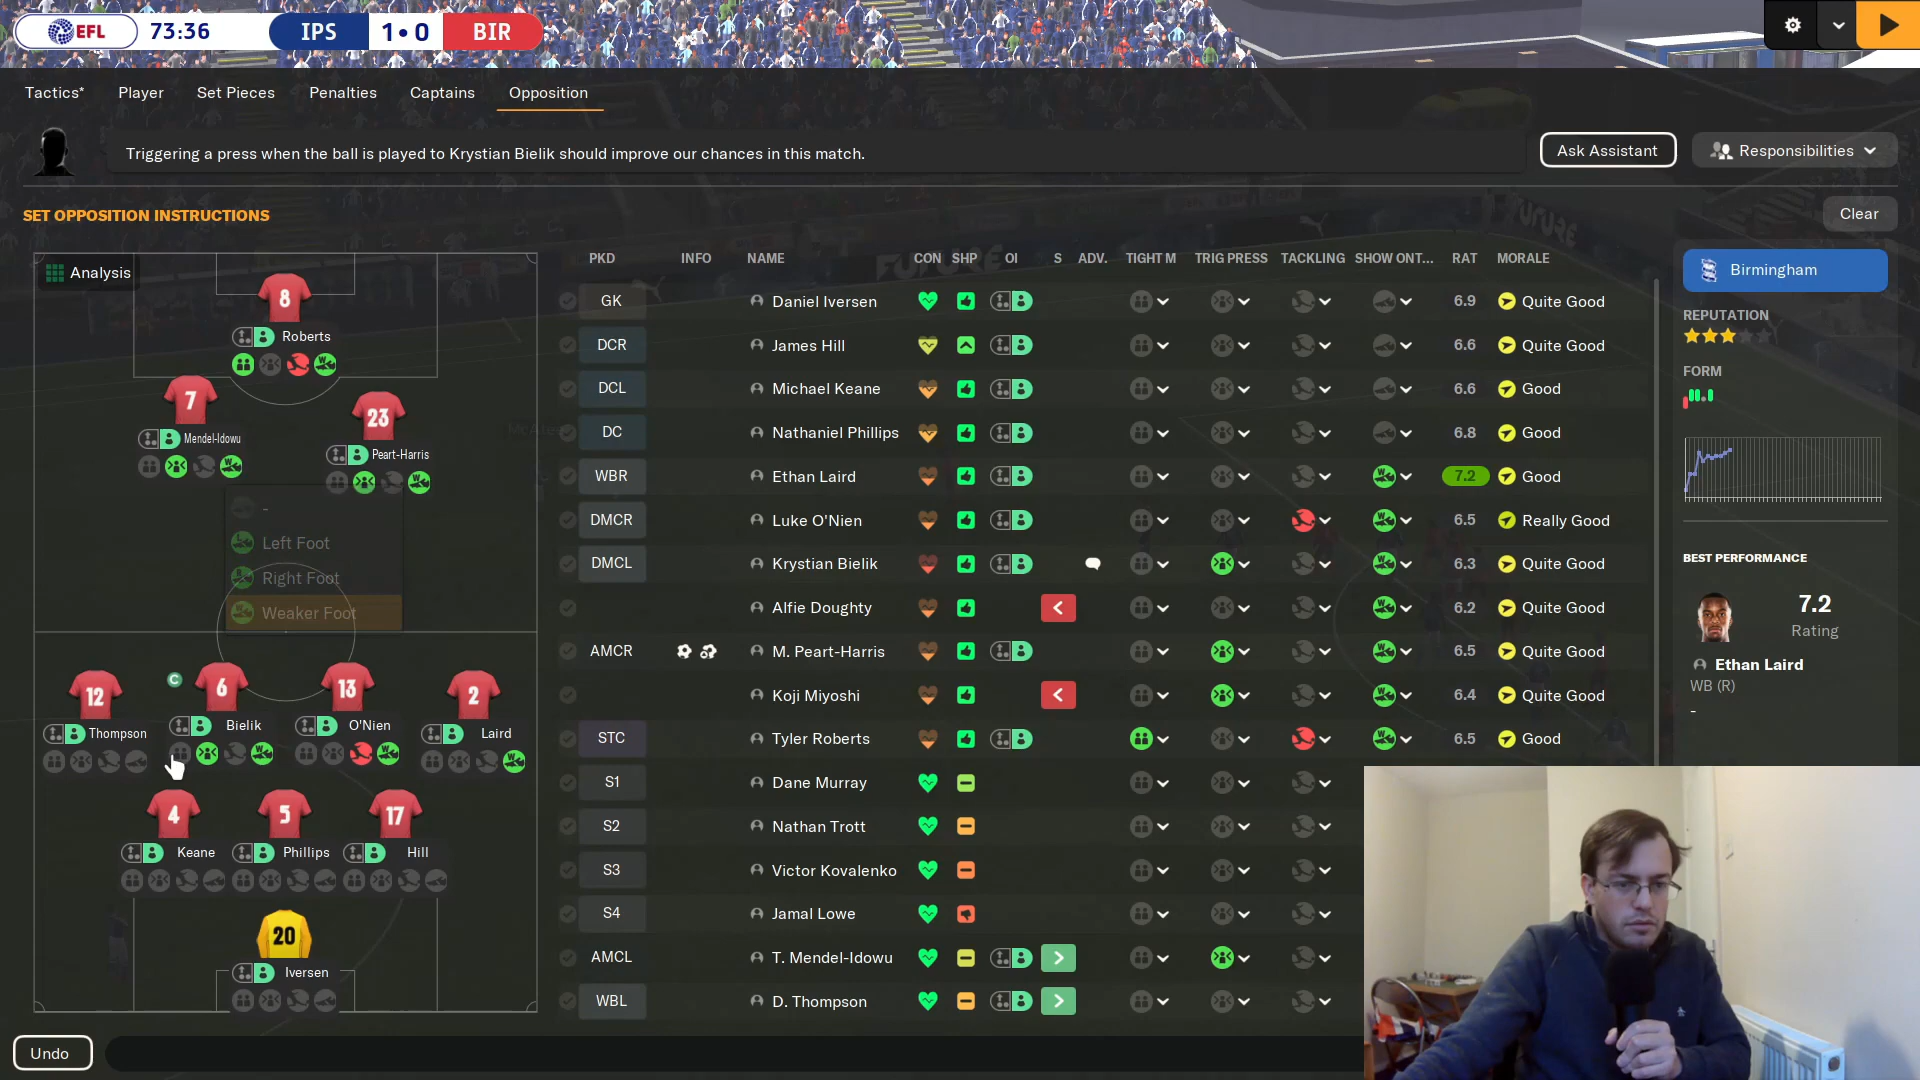 EFL 73:36 IPS 1 • 0 BIR
Tactics* Player Set Pieces Penalties Captains Opposition
Triggering a press when the ball is played to Krystian Bielik should improve our chances in this match.
Ask Assistant
Responsibilities
SET OPPOSITION INSTRUCTIONS
Clear
Analysis
8
Roberts
7
Mendel-Idowu
23
Peart-Harris
-
Left Foot
Right Foot
Weaker Foot
12
Thompson
C
6
Bielik
13
O'Nien
2
Laird
4
Keane
5
Phillips
17
Hill
20
Iversen
PKD INFO NAME CON SHP OI S ADV. TIGHT M TRIG PRESS TACKLING SHOW ONT... RAT MORALE
GK Daniel Iversen 6.9 Quite Good
DCR James Hill 6.6 Quite Good
DCL Michael Keane 6.6 Good
DC Nathaniel Phillips 6.8 Good
WBR Ethan Laird 7.2 Good
DMCR Luke O'Nien 6.5 Really Good
DMCL Krystian Bielik 6.3 Quite Good
Alfie Doughty 6.2 Quite Good
AMCR M. Peart-Harris 6.5 Quite Good
Koji Miyoshi 6.4 Quite Good
STC Tyler Roberts 6.5 Good
S1 Dane Murray
S2 Nathan Trott
S3 Victor Kovalenko
S4 Jamal Lowe
AMCL T. Mendel-Idowu
WBL D. Thompson
Birmingham
REPUTATION
FORM
BEST PERFORMANCE
7.2
Rating
Ethan Laird
WB (R)
-
Undo